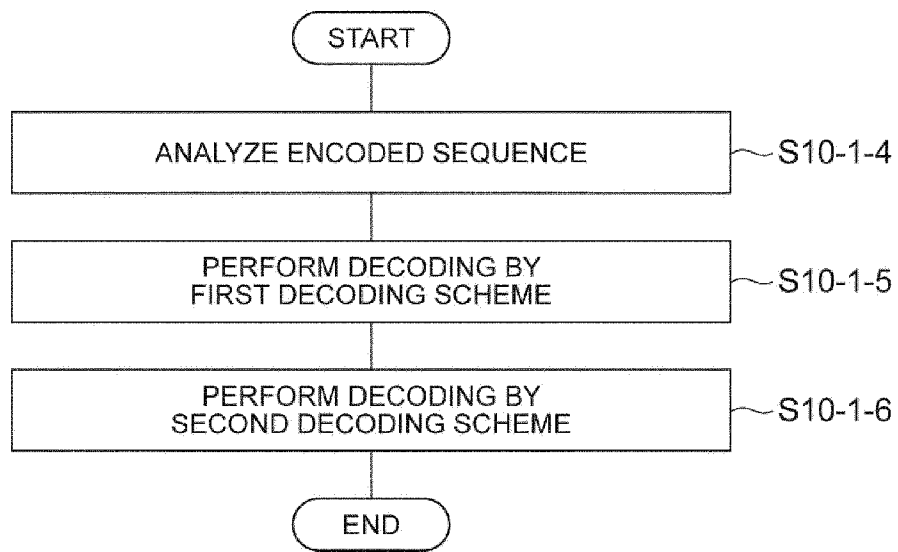 START
ANALYZE ENCODED SEQUENCE
S10-1-4
PERFORM DECODING BY
FIRST DECODING SCHEME
S10-1-5
PERFORM DECODING BY
SECOND DECODING SCHEME
S10-1-6
END